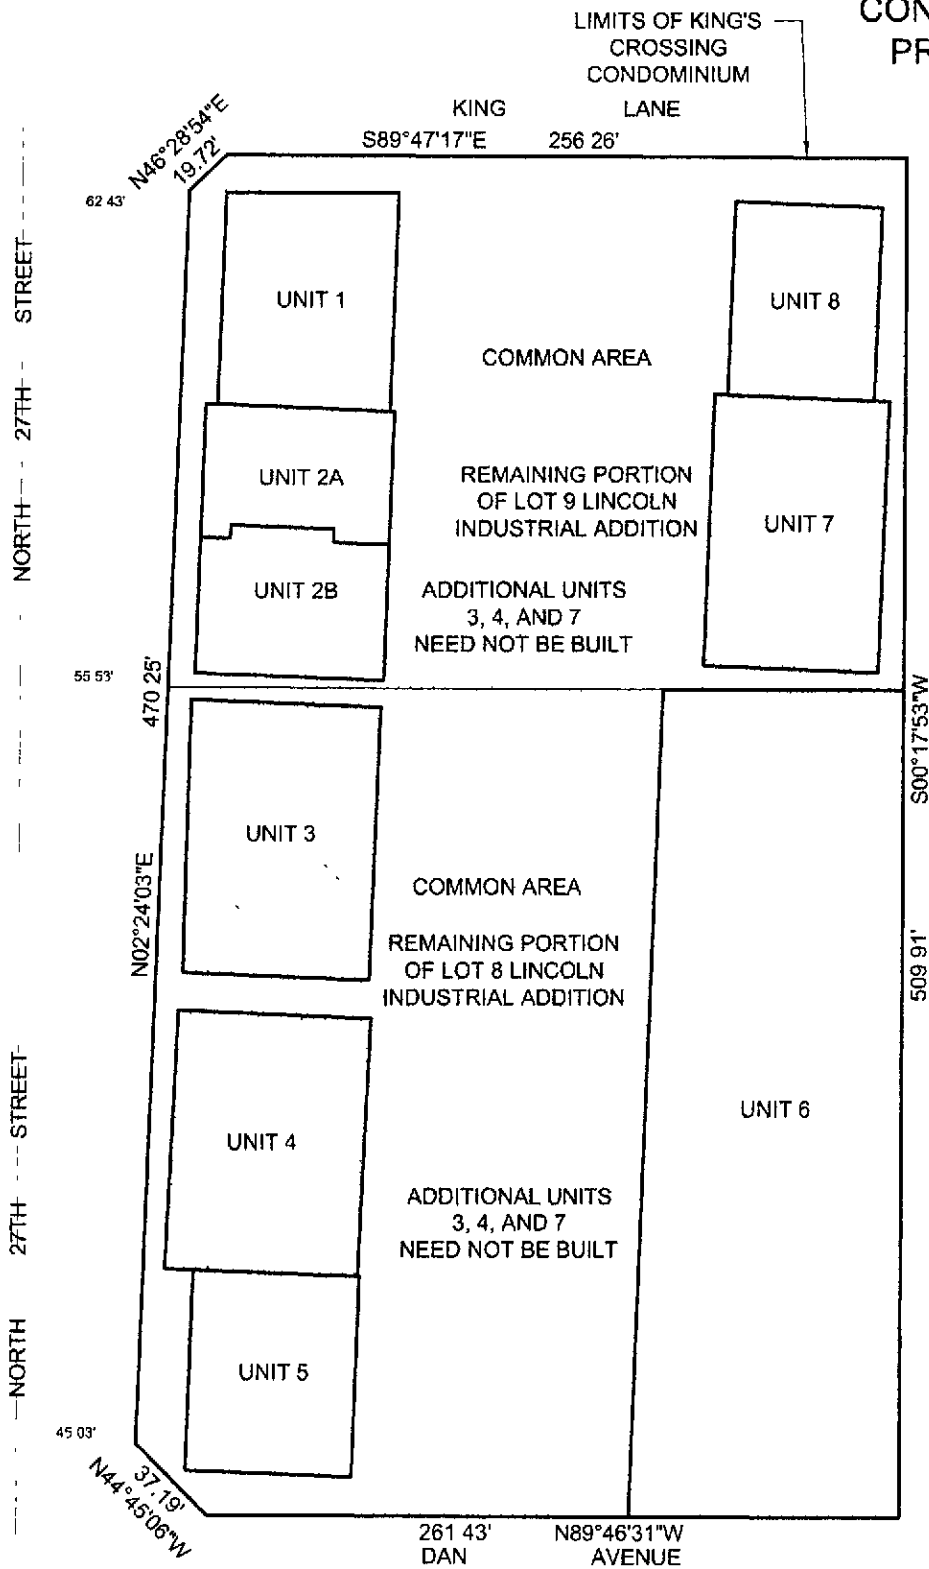 CON
PR
LIMITS OF KING'S
CROSSING
CONDOMINIUM
KING LANE
S89°47'17"E 256 26'
N46°28'54"E
19.72'
62 43'
NORTH 27TH STREET
UNIT 1
UNIT 8
COMMON AREA
UNIT 2A
REMAINING PORTION
OF LOT 9 LINCOLN
INDUSTRIAL ADDITION
UNIT 7
UNIT 2B
ADDITIONAL UNITS
3, 4, AND 7
NEED NOT BE BUILT
55 53'
470 25'
N02°24'03"E
S00°17'53"W
509 91'
UNIT 3
COMMON AREA
REMAINING PORTION
OF LOT 8 LINCOLN
INDUSTRIAL ADDITION
UNIT 6
UNIT 4
NORTH 27TH STREET
ADDITIONAL UNITS
3, 4, AND 7
NEED NOT BE BUILT
UNIT 5
45 03'
37.19'
N44°45'06"W
261 43' N89°46'31"W
DAN AVENUE